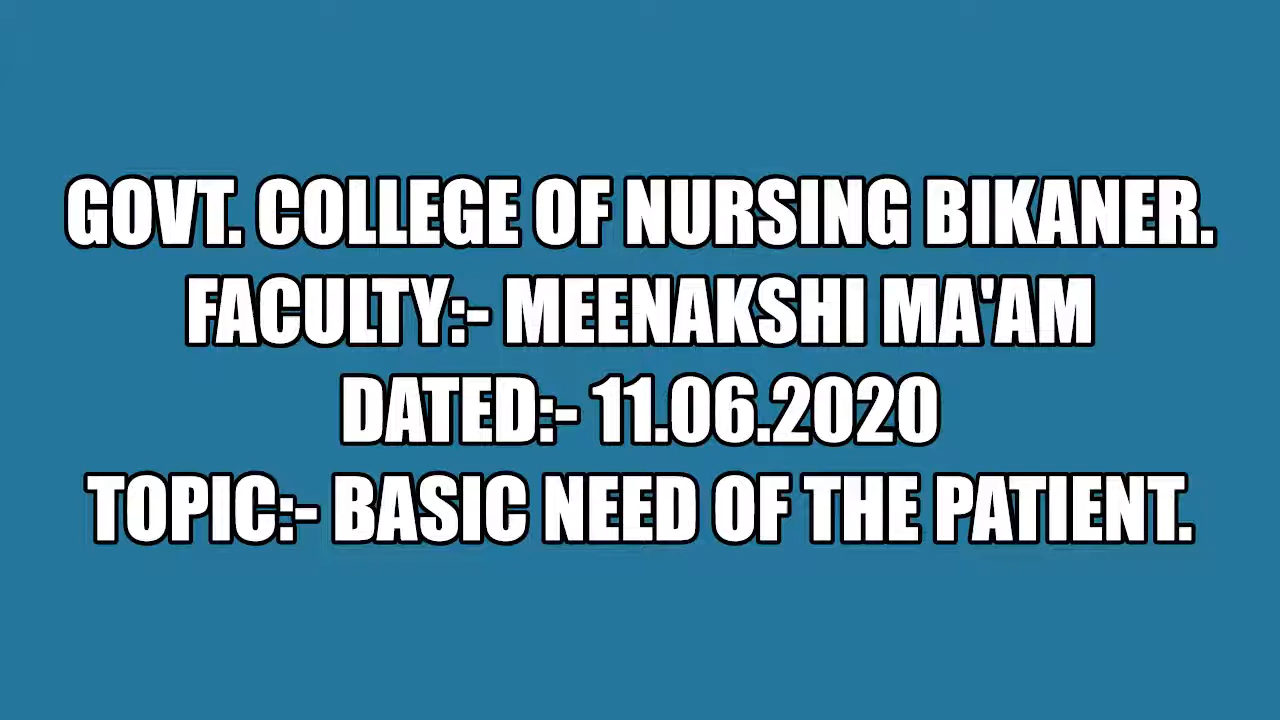 GOVT. COLLEGE OF NURSING BIKANER.
FACULTY:- MEENAKSHI MA'AM
DATED:- 11.06.2020
TOPIC:- BASIC NEED OF THE PATIENT.